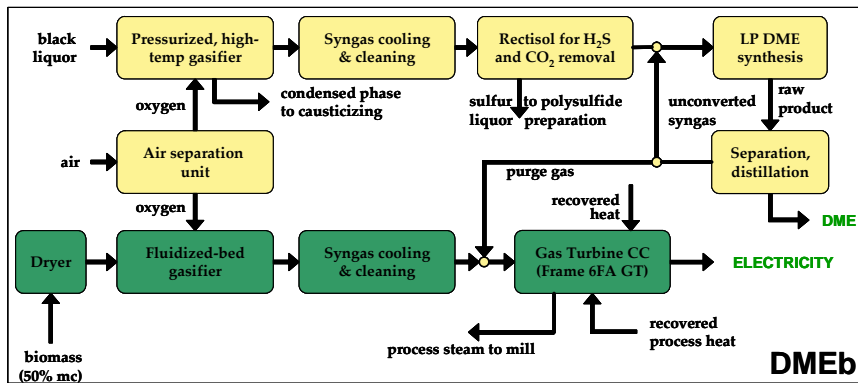 black
liquor
Pressurized, high-
temp gasifier
Syngas cooling
& cleaning
Rectisol for H₂S
and CO₂ removal
LP DME
synthesis
oxygen
condensed phase
to causticizing
sulfur to polysulfide
liquor preparation
unconverted
syngas
raw
product
air
Air separation
unit
purge gas
Separation,
distillation
oxygen
recovered
heat
DME
Dryer
Fluidized-bed
gasifier
Syngas cooling
& cleaning
Gas Turbine CC
(Frame 6FA GT)
ELECTRICITY
biomass
(50% mc)
process steam to mill
recovered
process heat
DMEb